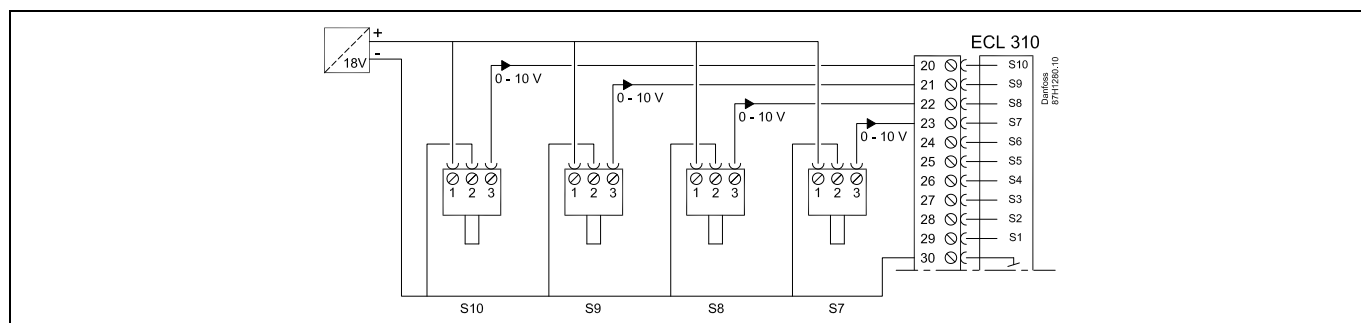 +
-
18V
ECL 310
Danfoss
87H1280.10
0 - 10 V
0 - 10 V
0 - 10 V
0 - 10 V
20 S10
21 S9
22 S8
23 S7
24 S6
25 S5
26 S4
27 S3
28 S2
29 S1
30
1 2 3
1 2 3
1 2 3
1 2 3
S10 S9 S8 S7